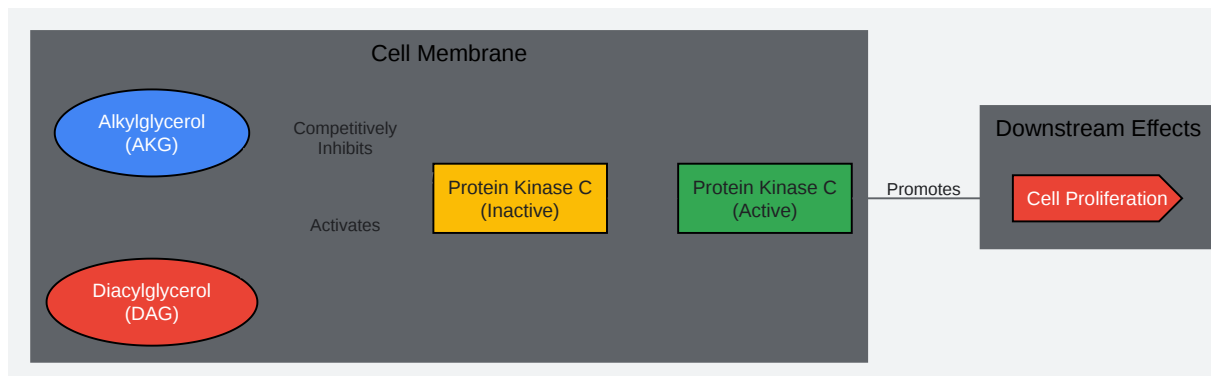 Cell Membrane
Alkylglycerol
(AKG)
Competitively
Inhibits
Protein Kinase C
(Inactive)
Protein Kinase C
(Active)
Activates
Diacylglycerol
(DAG)
Promotes
Downstream Effects
Cell Proliferation